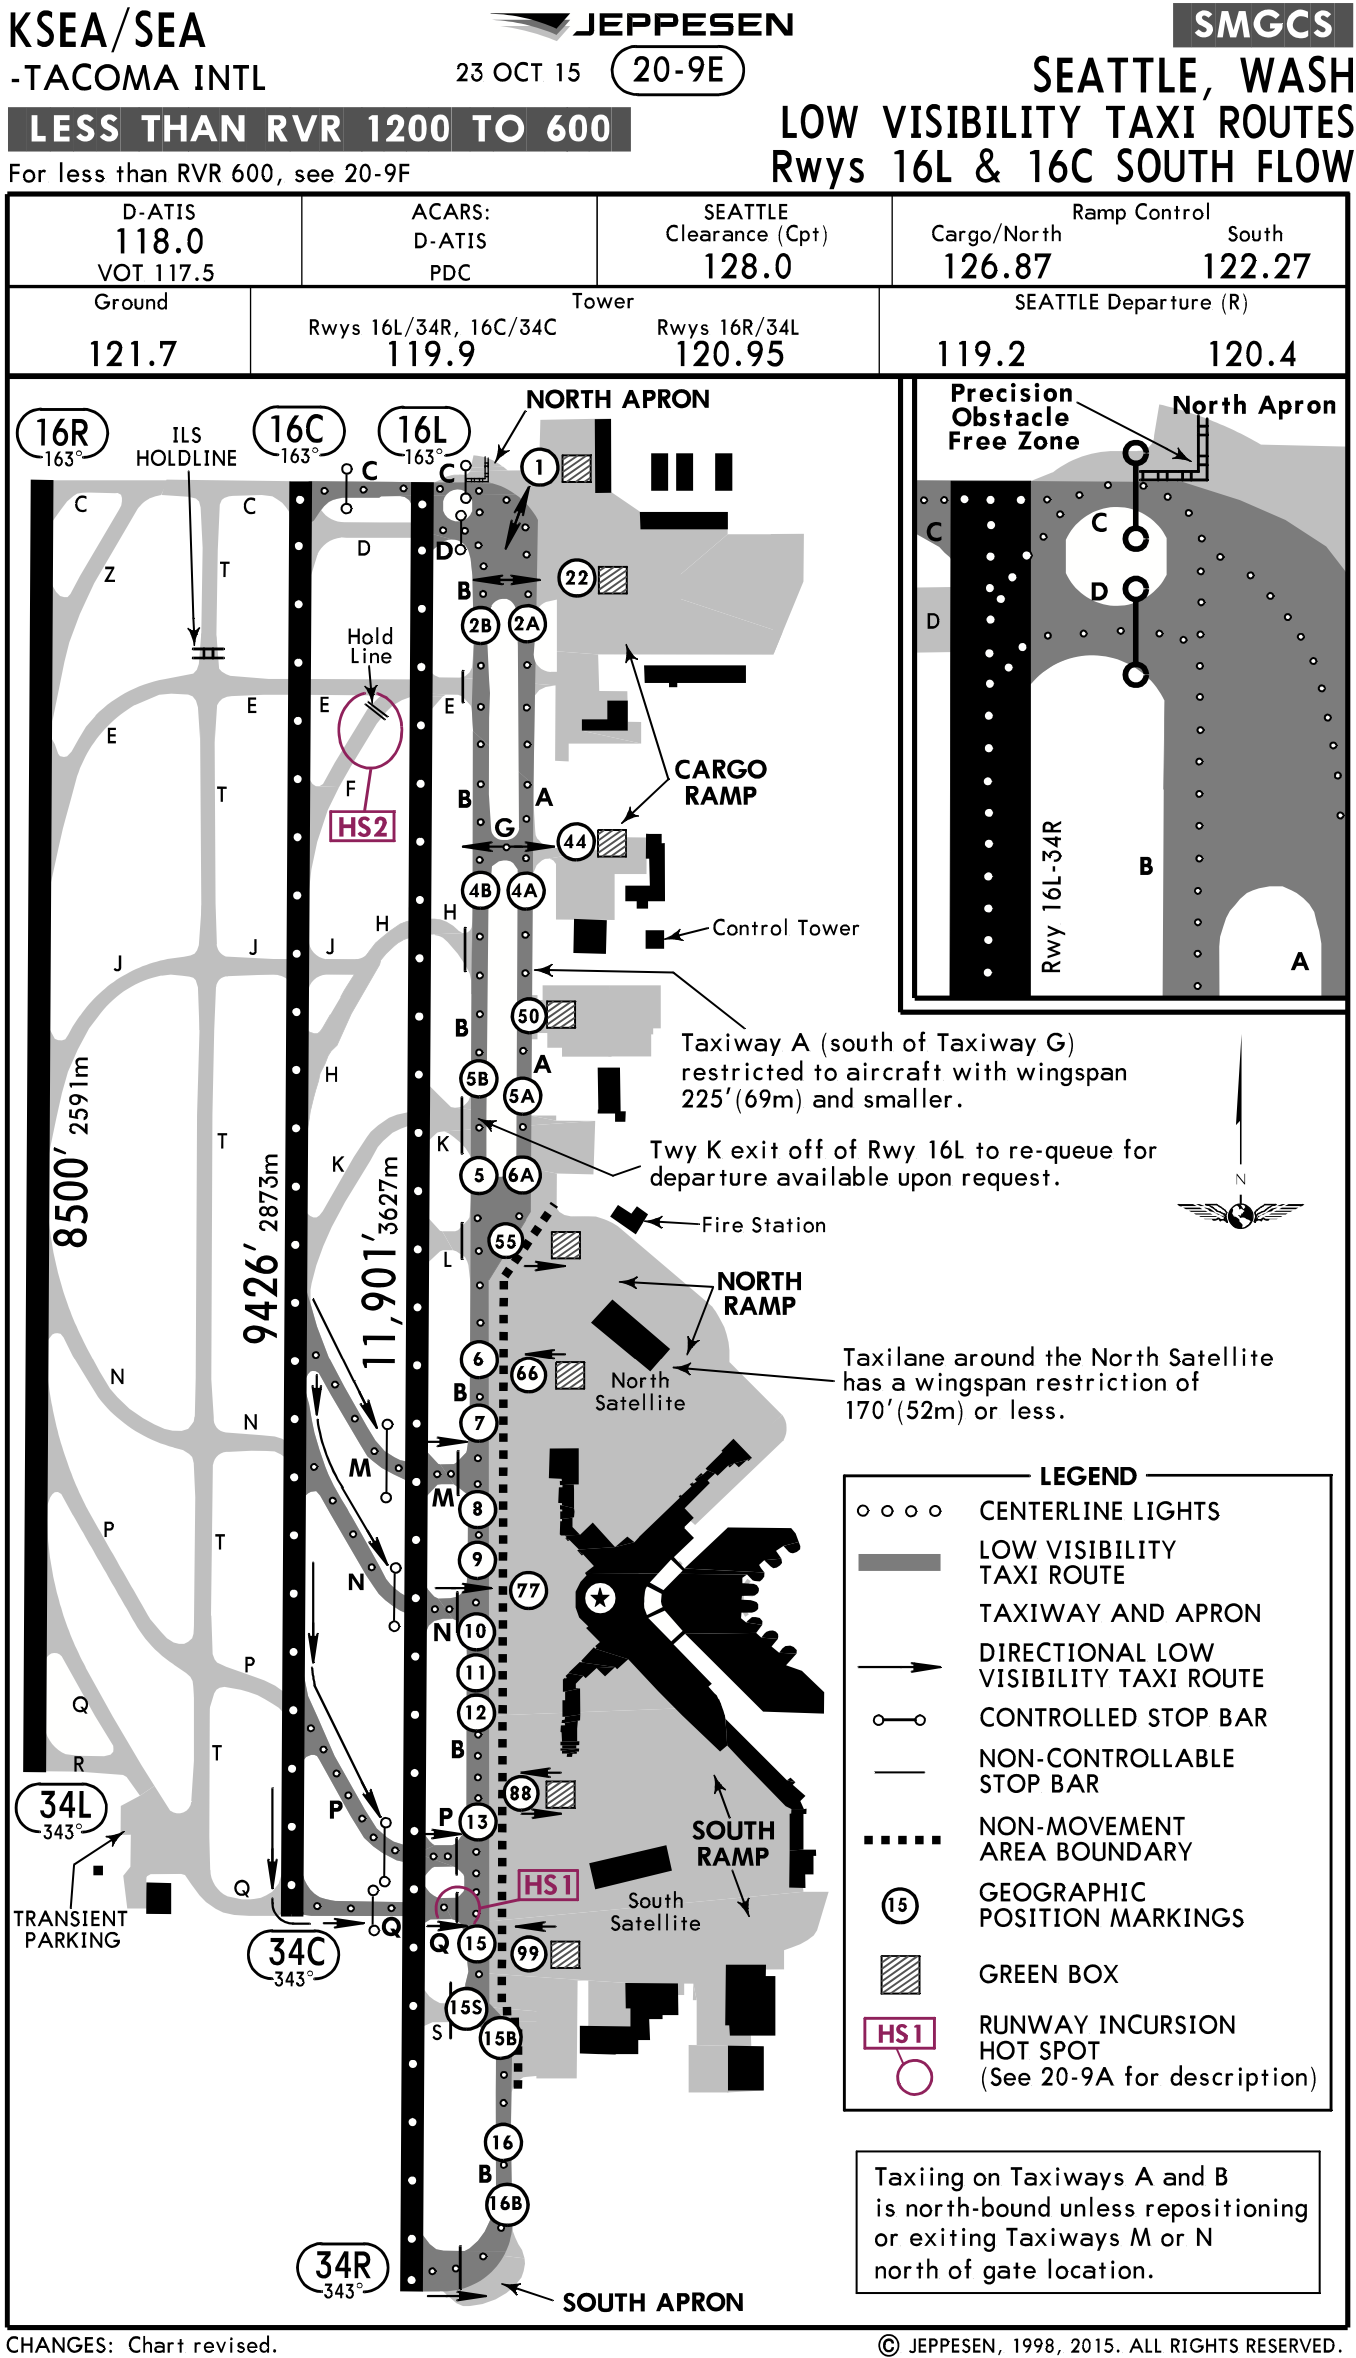 KSEA/SEA
-TACOMA INTL
JEPPESEN
23 OCT 15
20-9E
SMGCS
SEATTLE, WASH
LOW VISIBILITY TAXI ROUTES
Rwys 16L & 16C SOUTH FLOW
LESS THAN RVR 1200 TO 600
For less than RVR 600, see 20-9F
D-ATIS
118.0
VOT 117.5
ACARS:
D-ATIS
PDC
SEATTLE
Clearance (Cpt)
128.0
Ramp Control
Cargo/North
126.87
South
122.27
Ground
121.7
Tower
Rwys 16L/34R, 16C/34C
119.9
Rwys 16R/34L
120.95
SEATTLE Departure (R)
119.2
120.4
16R
163°
ILS
HOLDLINE
16C
163°
16L
163°
NORTH APRON
C
C
1
C
C
D
D
Z
T
B
22
2B
2A
Hold
Line
E
E
E
E
F
HS2
T
B
A
G
44
CARGO
RAMP
4B
4A
H
H
J
J
J
Control Tower
50
B
A
Taxiway A (south of Taxiway G)
restricted to aircraft with wingspan
225'(69m) and smaller.
5B
5A
H
K
K
T
Twy K exit off of Rwy 16L to re-queue for
departure available upon request.
5
6A
8500' 2591m
9426' 2873m
11,901' 3627m
L
55
Fire Station
NORTH
RAMP
6
66
North
Satellite
Taxilane around the North Satellite
has a wingspan restriction of
170'(52m) or less.
N
N
B
7
M
M
8
9
77
P
T
N
N
10
11
12
P
Q
R
T
B
88
P
P
13
34L
343°
SOUTH
RAMP
HS1
TRANSIENT
PARKING
Q
Q
Q
15
99
South
Satellite
34C
343°
15S
S
15B
16
B
16B
34R
343°
SOUTH APRON
Precision
Obstacle
Free Zone
North Apron
C
C
D
D
B
A
Rwy 16L-34R
N
LEGEND
CENTERLINE LIGHTS
LOW VISIBILITY
TAXI ROUTE
TAXIWAY AND APRON
DIRECTIONAL LOW
VISIBILITY TAXI ROUTE
CONTROLLED STOP BAR
NON-CONTROLLABLE
STOP BAR
NON-MOVEMENT
AREA BOUNDARY
15
GEOGRAPHIC
POSITION MARKINGS
GREEN BOX
HS1
RUNWAY INCURSION
HOT SPOT
(See 20-9A for description)
Taxiing on Taxiways A and B
is north-bound unless repositioning
or exiting Taxiways M or N
north of gate location.
CHANGES: Chart revised.
© JEPPESEN, 1998, 2015. ALL RIGHTS RESERVED.